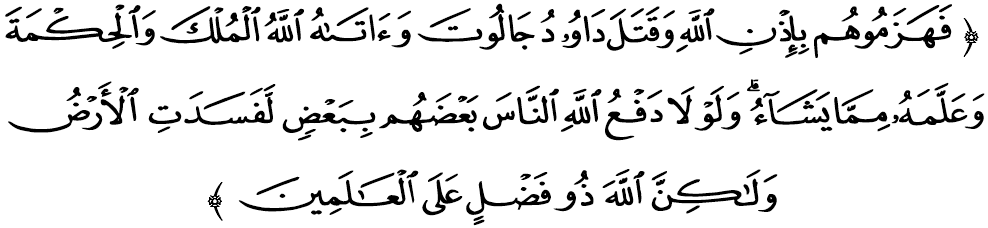 ﴿ فَهَزَمُوهُم بِإِذۡنِ ٱللَّهِ وَقَتَلَ دَاوُۥدُ جَالُوتَ وَءَاتَىٰهُ ٱللَّهُ ٱلۡمُلۡكَ وَٱلۡحِكۡمَةَ
وَعَلَّمَهُۥ مِمَّا يَشَآءُۗ وَلَوۡلَا دَفۡعُ ٱللَّهِ ٱلنَّاسَ بَعۡضَهُم بِبَعۡضٖ لَّفَسَدَتِ ٱلۡأَرۡضُ
وَلَٰكِنَّ ٱللَّهَ ذُو فَضۡلٍ عَلَى ٱلۡعَٰلَمِينَ ﴾